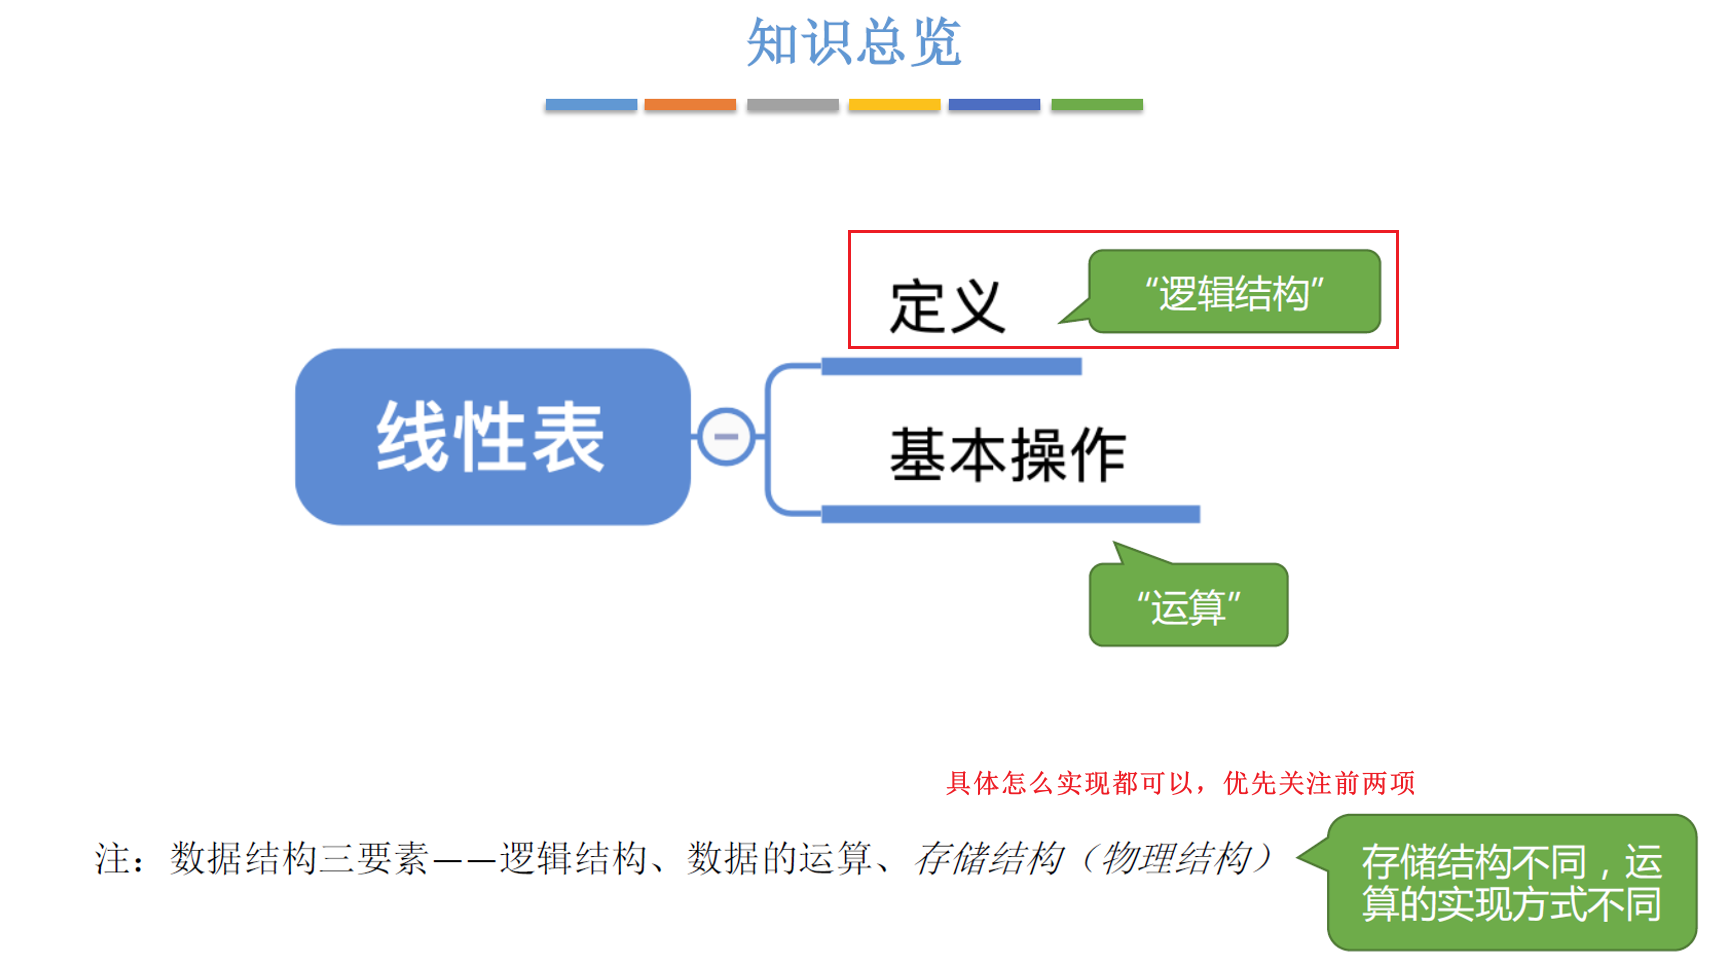 知识总览
定义
“逻辑结构”
线性表
基本操作
“运算”
具体怎么实现都可以，优先关注前两项
注：数据结构三要素——逻辑结构、数据的运算、存储结构（物理结构）
存储结构不同，运
算的实现方式不同